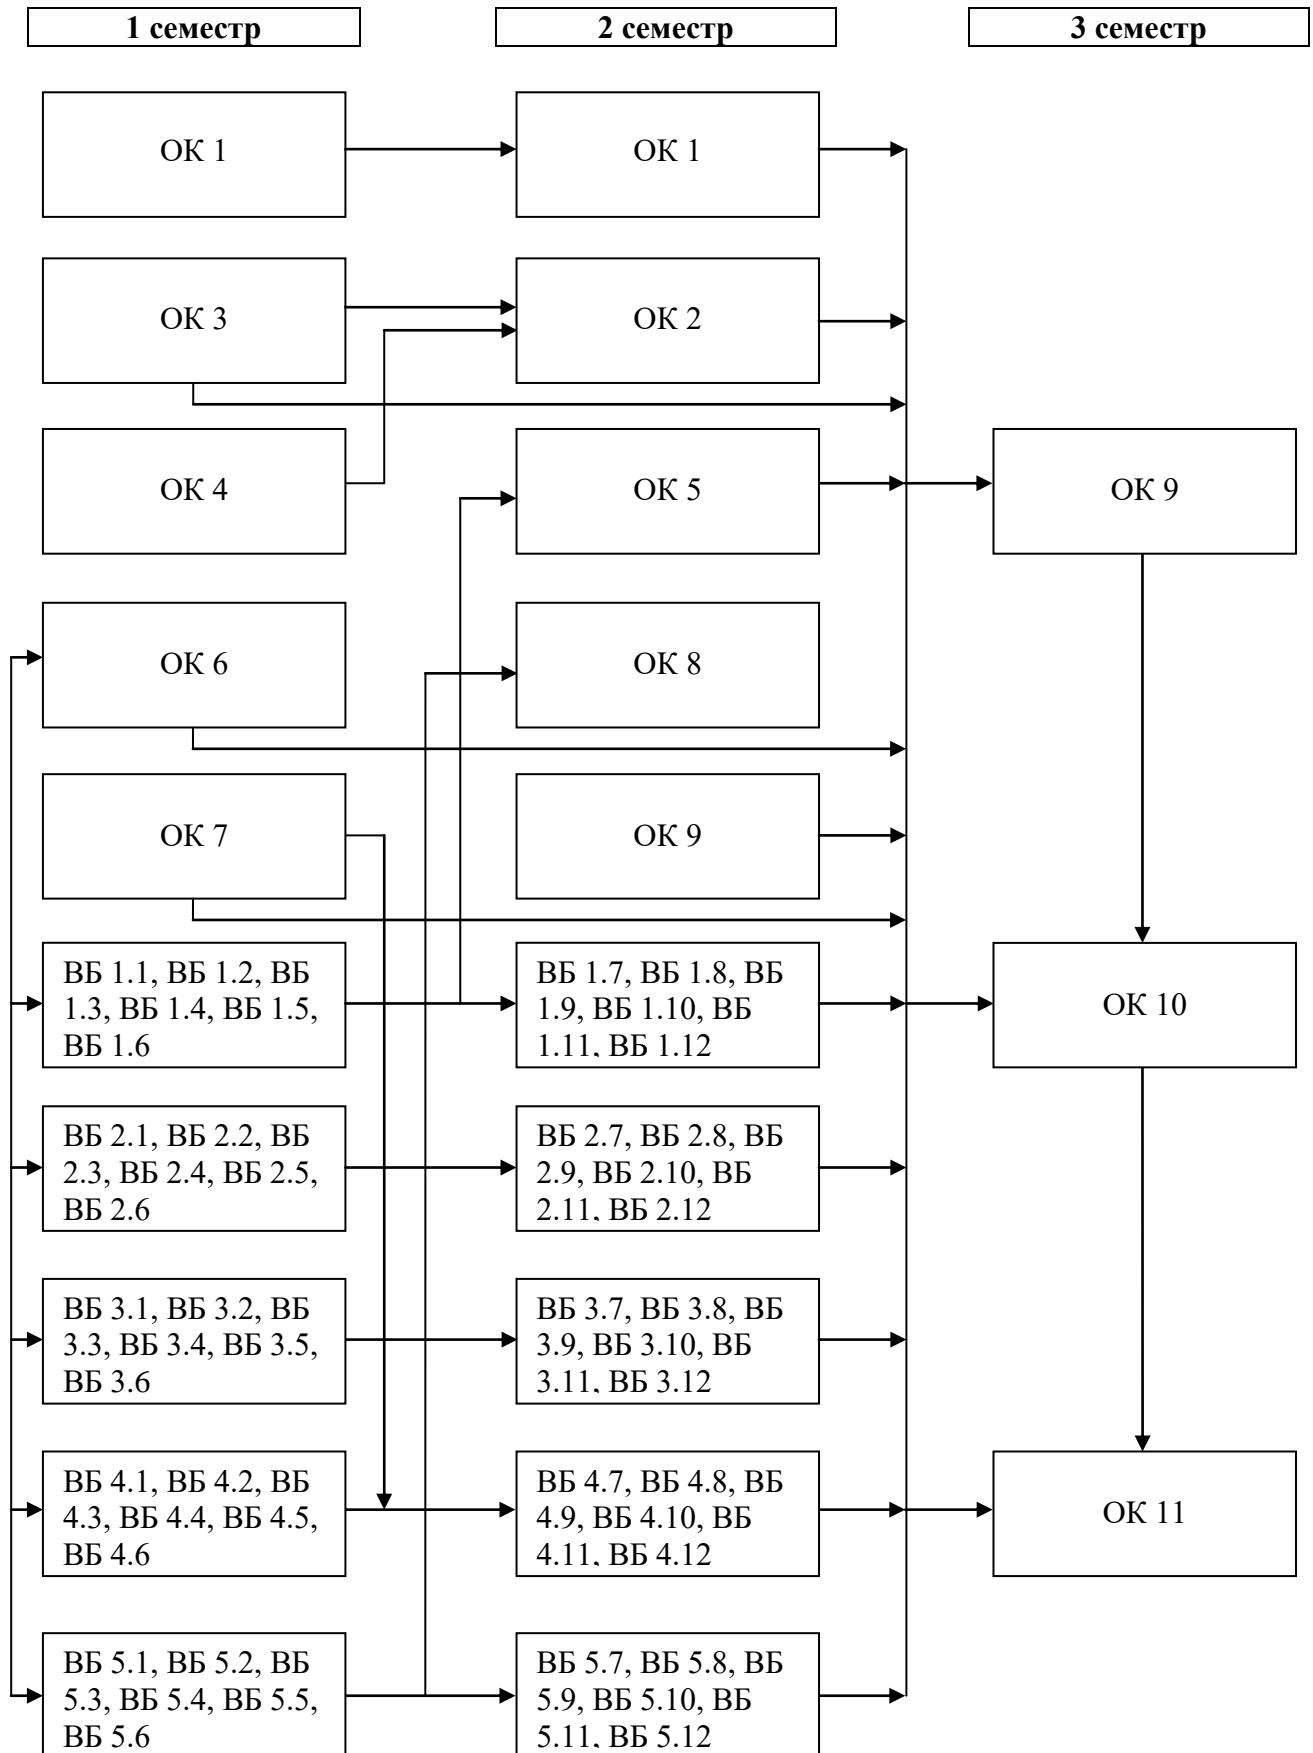 1 семестр
2 семестр
3 семестр
ОК 1
ОК 1
ОК 3
ОК 2
ОК 4
ОК 5
ОК 9
ОК 6
ОК 8
ОК 7
ОК 9
ВБ 1.1, ВБ 1.2, ВБ
1.3, ВБ 1.4, ВБ 1.5,
ВБ 1.6
ВБ 1.7, ВБ 1.8, ВБ
1.9, ВБ 1.10, ВБ
1.11, ВБ 1.12
ОК 10
ВБ 2.1, ВБ 2.2, ВБ
2.3, ВБ 2.4, ВБ 2.5,
ВБ 2.6
ВБ 2.7, ВБ 2.8, ВБ
2.9, ВБ 2.10, ВБ
2.11, ВБ 2.12
ВБ 3.1, ВБ 3.2, ВБ
3.3, ВБ 3.4, ВБ 3.5,
ВБ 3.6
ВБ 3.7, ВБ 3.8, ВБ
3.9, ВБ 3.10, ВБ
3.11, ВБ 3.12
ВБ 4.1, ВБ 4.2, ВБ
4.3, ВБ 4.4, ВБ 4.5,
ВБ 4.6
ВБ 4.7, ВБ 4.8, ВБ
4.9, ВБ 4.10, ВБ
4.11, ВБ 4.12
ОК 11
ВБ 5.1, ВБ 5.2, ВБ
5.3, ВБ 5.4, ВБ 5.5,
ВБ 5.6
ВБ 5.7, ВБ 5.8, ВБ
5.9, ВБ 5.10, ВБ
5.11, ВБ 5.12